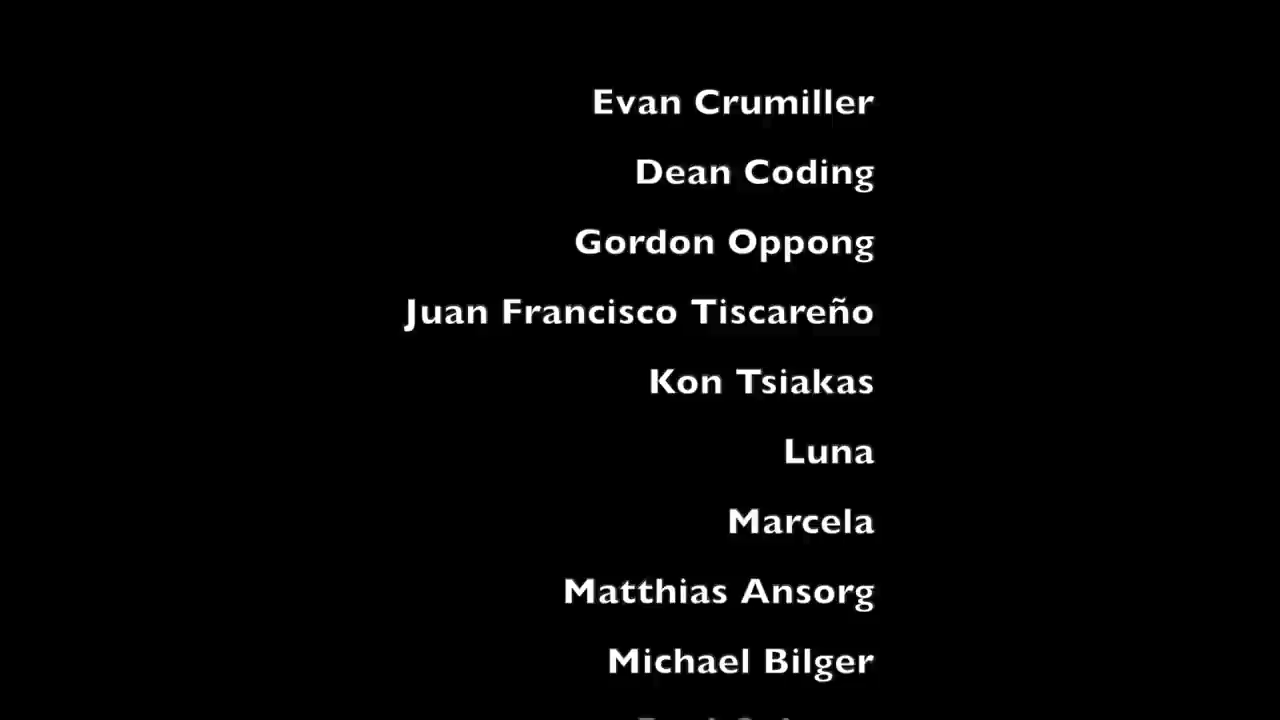 Evan Crumiller
Dean Coding
Gordon Oppong
Juan Francisco Tiscareño
Kon Tsiakas
Luna
Marcela
Matthias Ansorg
Michael Bilger